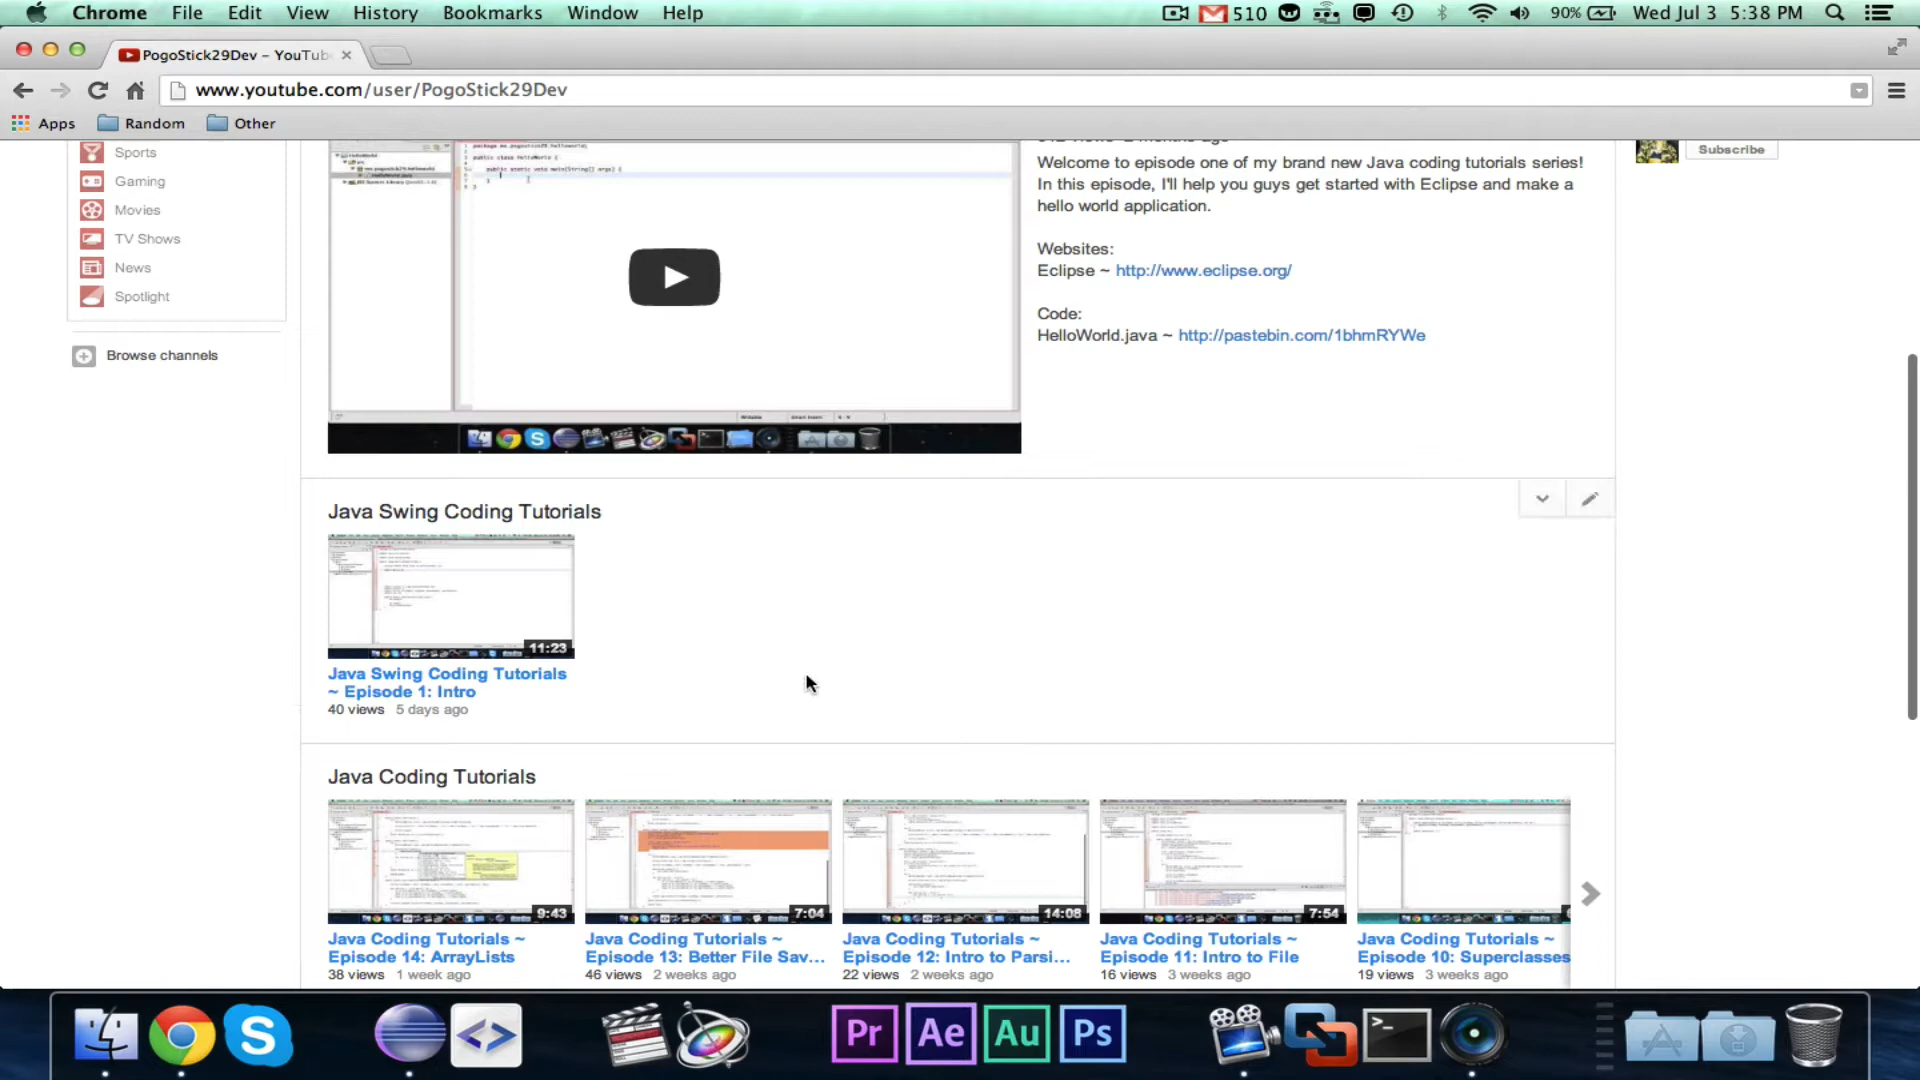 Chrome File Edit View History Bookmarks Window Help 510 90% Wed Jul 3 5:38 PM
PogoStick29Dev - YouTub
www.youtube.com/user/PogoStick29Dev
Apps Random Other
Sports
Gaming
Movies
TV Shows
News
Spotlight
Browse channels
public class HelloWorld {
public static void main(String[] args) {
Welcome to episode one of my brand new Java coding tutorials series!
In this episode, I'll help you guys get started with Eclipse and make a
hello world application.
Websites:
Eclipse ~ http://www.eclipse.org/
Code:
HelloWorld.java ~ http://pastebin.com/1bhmRYWe
Subscribe
Java Swing Coding Tutorials
11:23
Java Swing Coding Tutorials
~ Episode 1: Intro
40 views 5 days ago
Java Coding Tutorials
9:43
Java Coding Tutorials ~
Episode 14: ArrayLists
38 views 1 week ago
7:04
Java Coding Tutorials ~
Episode 13: Better File Sav...
46 views 2 weeks ago
14:08
Java Coding Tutorials ~
Episode 12: Intro to Parsi...
22 views 2 weeks ago
7:54
Java Coding Tutorials ~
Episode 11: Intro to File
16 views 3 weeks ago
Java Coding Tutorials ~
Episode 10: Superclasses
19 views 3 weeks ago
Pr Ae Au Ps